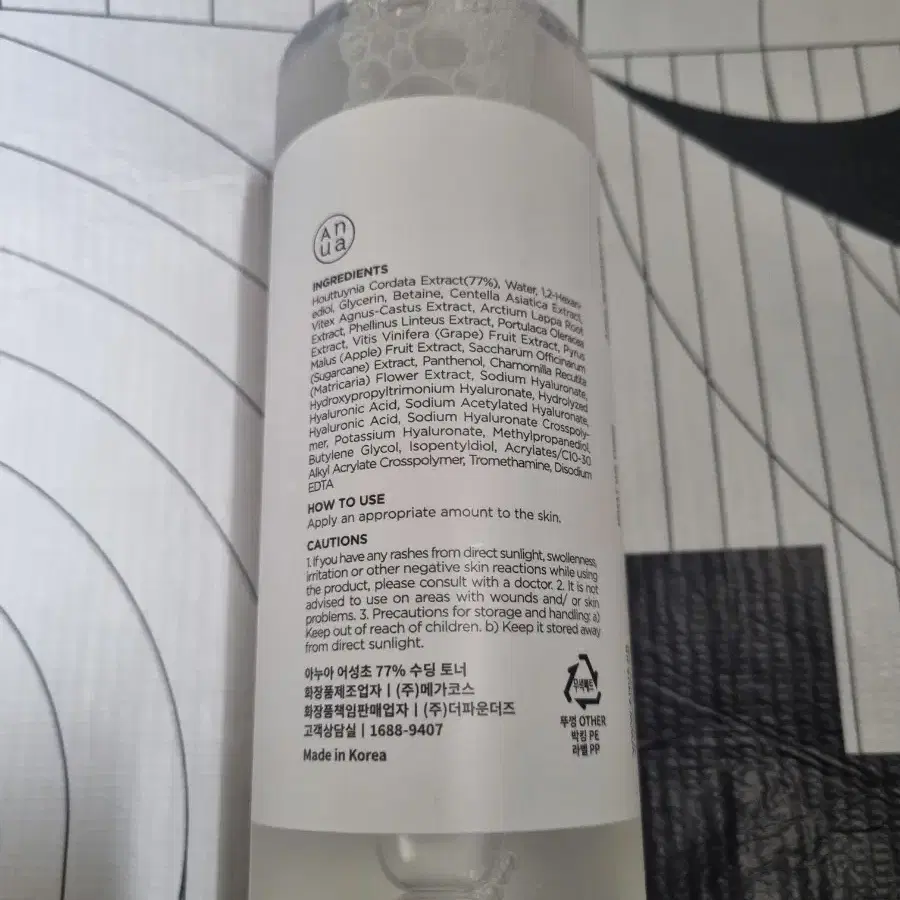 An
ua
INGREDIENTS
Houttuynia Cordata Extract(77%), Water, 1,2-Hexan-
ediol, Glycerin, Betaine, Centella Asiatica Extract,
Vitex Agnus-Castus Extract, Arctium Lappa Root
Extract, Phellinus Linteus Extract, Portulaca Oleracea
Extract, Vitis Vinifera (Grape) Fruit Extract, Pyrus
Malus (Apple) Fruit Extract, Saccharum Officinarum
(Sugarcane) Extract, Panthenol, Chamomilla Recutita
(Matricaria) Flower Extract, Sodium Hyaluronate,
Hydroxypropyltrimonium Hyaluronate, Hydrolyzed
Hyaluronic Acid, Sodium Acetylated Hyaluronate,
Hyaluronic Acid, Sodium Hyaluronate Crosspoly-
mer, Potassium Hyaluronate, Methylpropanediol,
Butylene Glycol, Isopentyldiol, Acrylates/C10-30
Alkyl Acrylate Crosspolymer, Tromethamine, Disodium
EDTA
HOW TO USE
Apply an appropriate amount to the skin.
CAUTIONS
1. If you have any rashes from direct sunlight, swollenness,
irritation or other negative skin reactions while using
the product, please consult with a doctor. 2. It is not
advised to use on areas with wounds and/ or skin
problems. 3. Precautions for storage and handling: a)
Keep out of reach of children. b) Keep it stored away
from direct sunlight.
아누아 어성초 77% 수딩 토너
화장품제조업자 | (주)메가코스
화장품책임판매업자 | (주)더파운더즈
고객상담실 | 1688-9407
Made in Korea
무색페트
뚜껑 OTHER
박킹 PE
라벨 PP